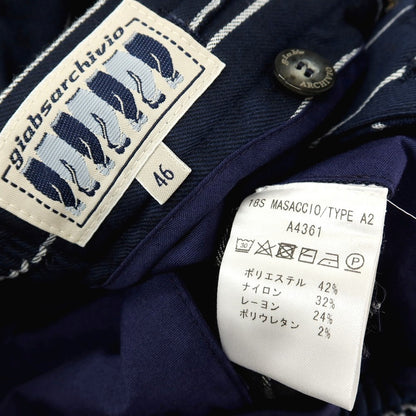 giabsarchivio
46
giabs
ARCHIVIO
18S MASACCIO/TYPE A2
A4361
ポリエステル 42%
ナイロン 32%
レーヨン 24%
ポリウレタン 2%